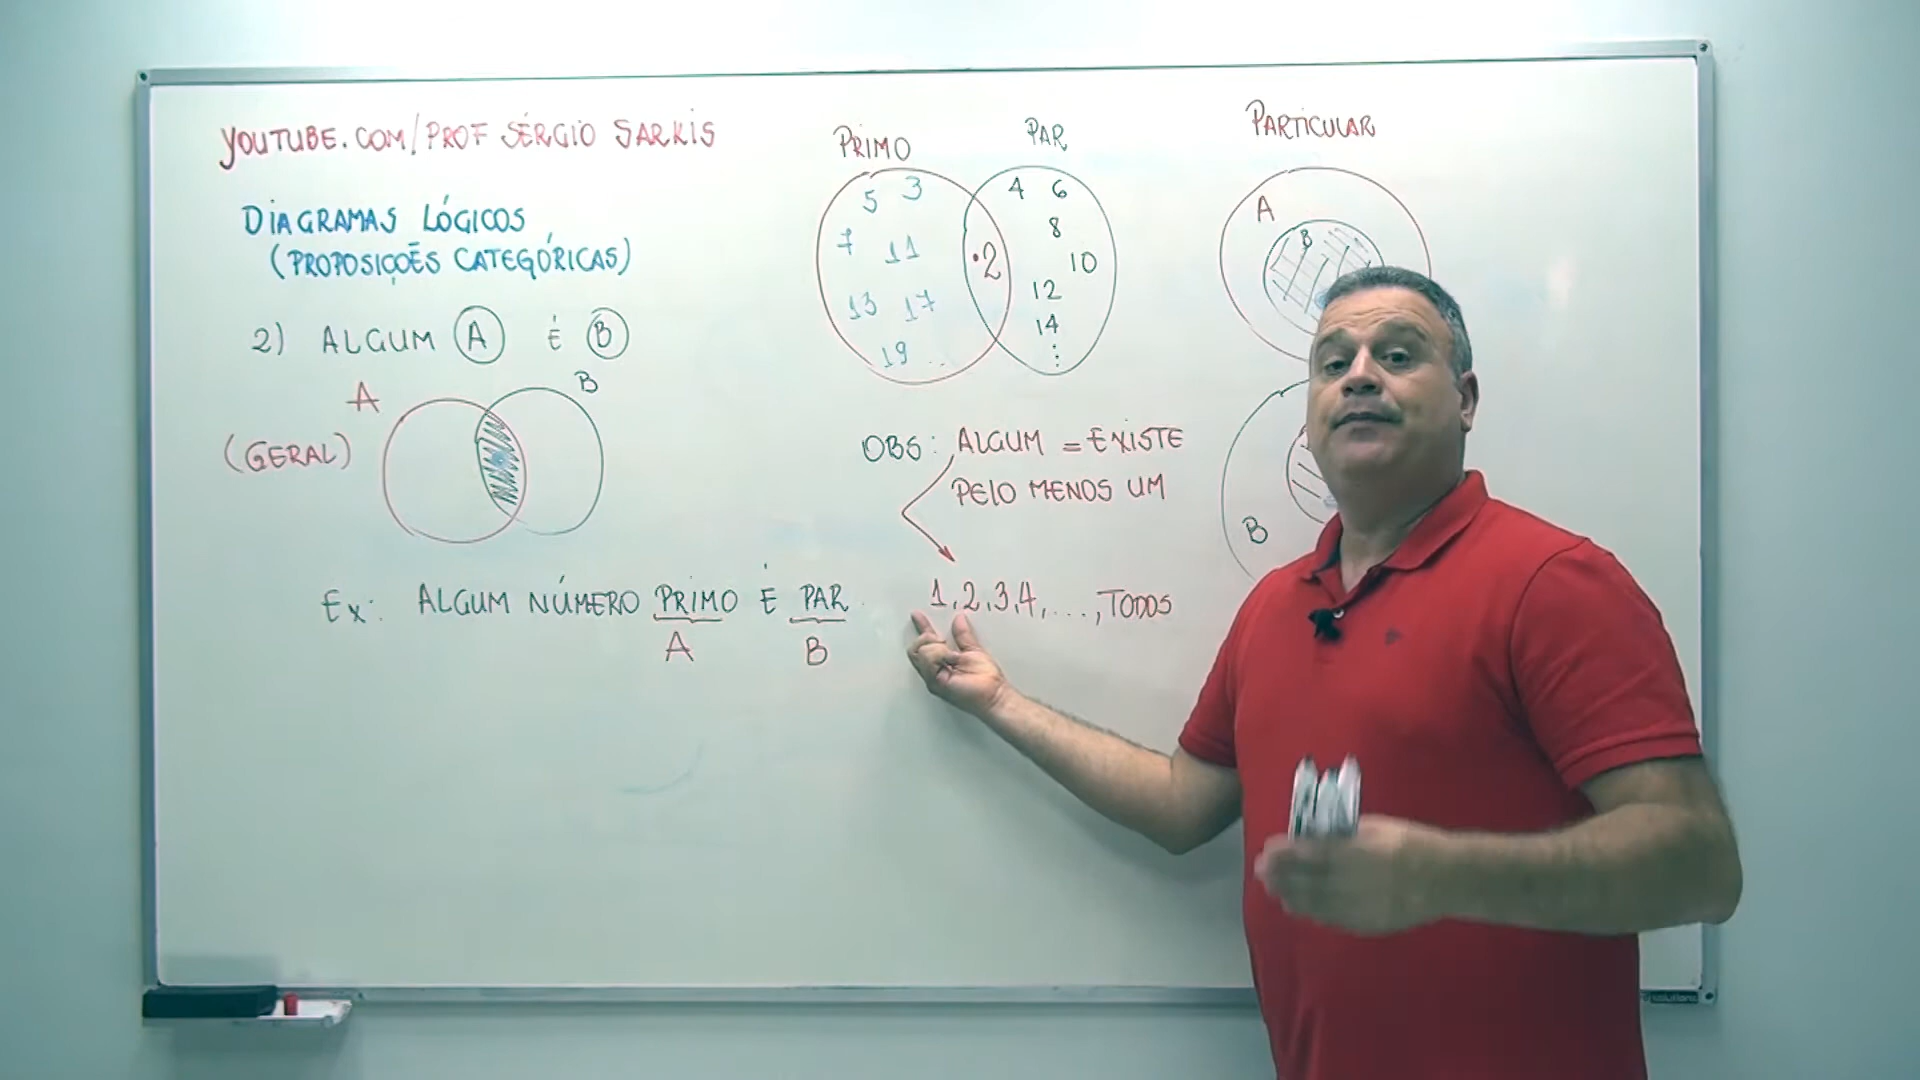 YOUTUBE.COM/PROF SÉRGIO SARKIS
DIAGRAMAS LÓGICOS
(PROPOSIÇÕES CATEGÓRICAS)
2) ALGUM A É B
A
B
(GERAL)
EX: ALGUM NÚMERO PRIMO É PAR
A
B
PRIMO
PAR
5 3
7 11
13 17
19 ...
.2
4 6
8
10
12
14
⋮
OBS: ALGUM = EXISTE
PELO MENOS UM
1,2,3,4,...,TODOS
PARTICULAR
A
B
B